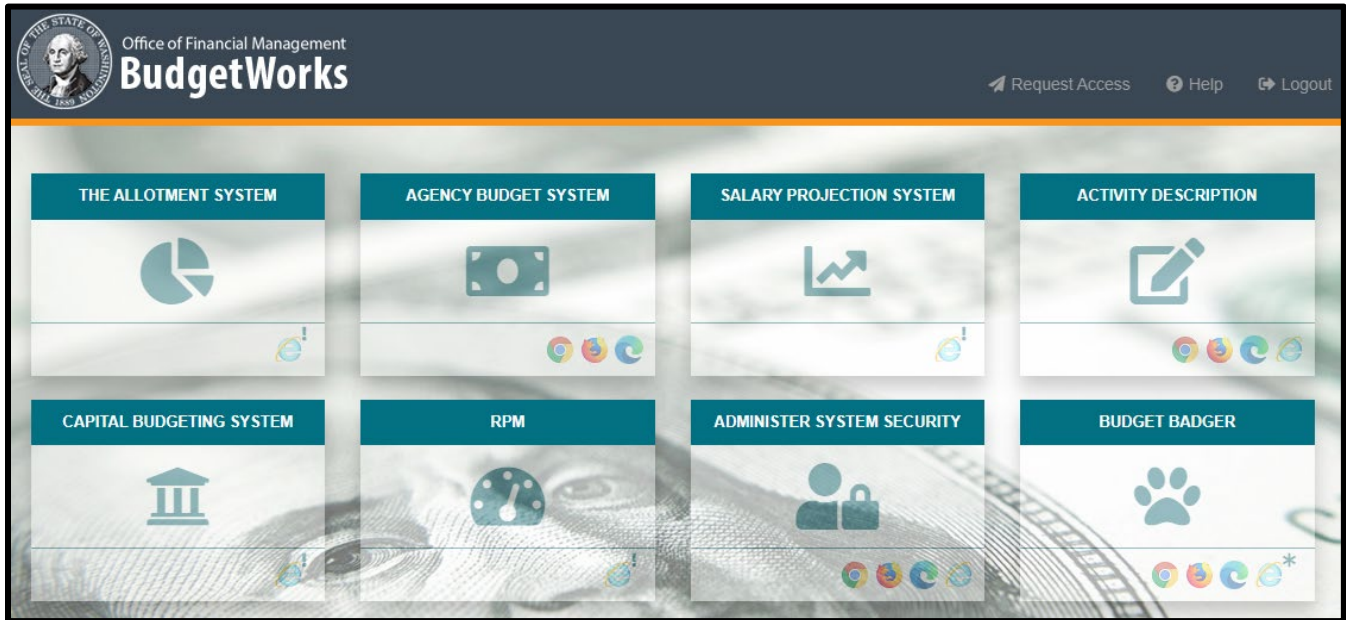 THE SEAL OF THE STATE OF WASHINGTON
1889
Office of Financial Management
BudgetWorks
Request Access
Help
Logout
THE ALLOTMENT SYSTEM
AGENCY BUDGET SYSTEM
SALARY PROJECTION SYSTEM
ACTIVITY DESCRIPTION
!
!
CAPITAL BUDGETING SYSTEM
RPM
ADMINISTER SYSTEM SECURITY
BUDGET BADGER
!
!
*